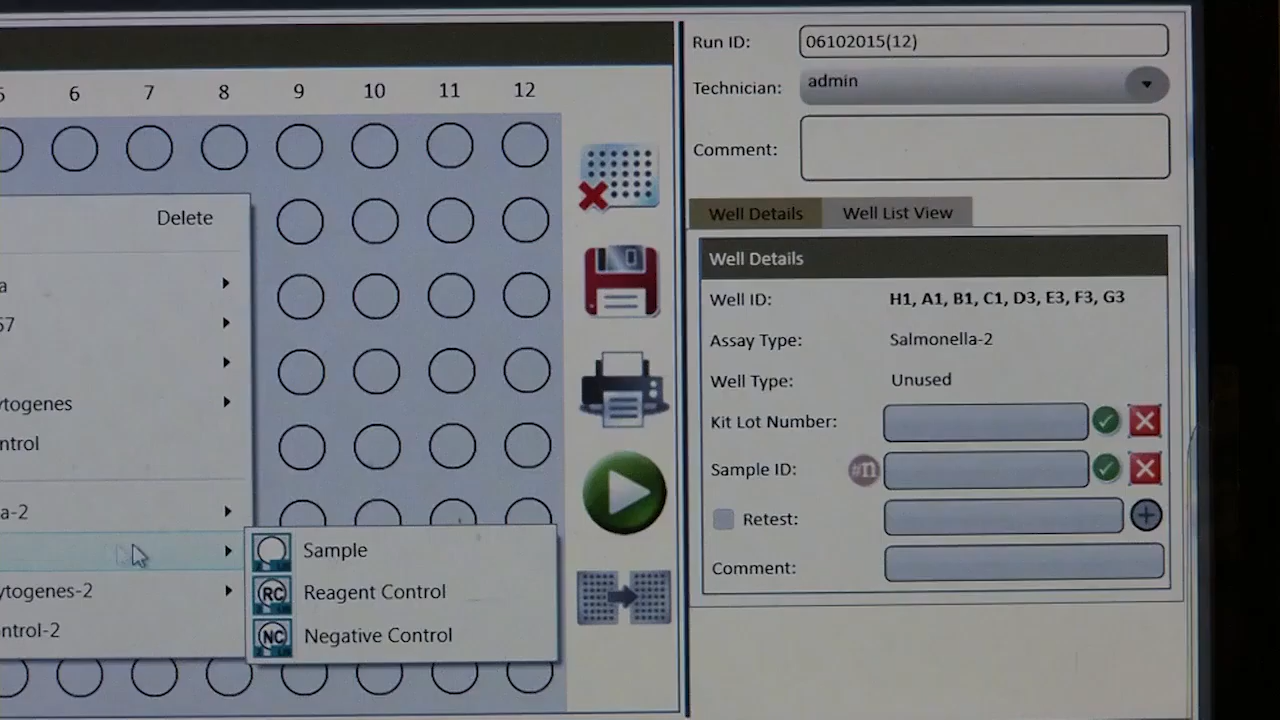 Run ID: 06102015(12)
Technician: admin
Comment:
6 7 8 9 10 11 12
Delete
Well Details Well List View
Well Details
Well ID: H1, A1, B1, C1, D3, E3, F3, G3
Assay Type: Salmonella-2
Well Type: Unused
Kit Lot Number:
Sample ID: #n
Retest:
Comment:
a
57
ytogenes
ntrol
a-2
ytogenes-2
ntrol-2
Sample
RC Reagent Control
NC Negative Control